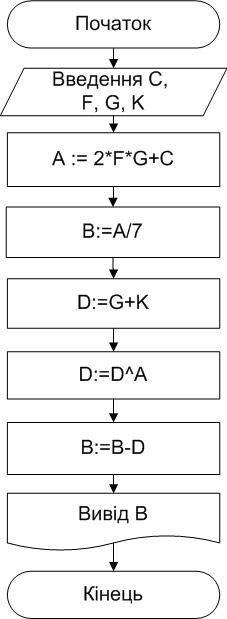 Початок
Введення C,
F, G, K
A := 2*F*G+C
B:=A/7
D:=G+K
D:=D^A
B:=B-D
Вивід B
Кінець